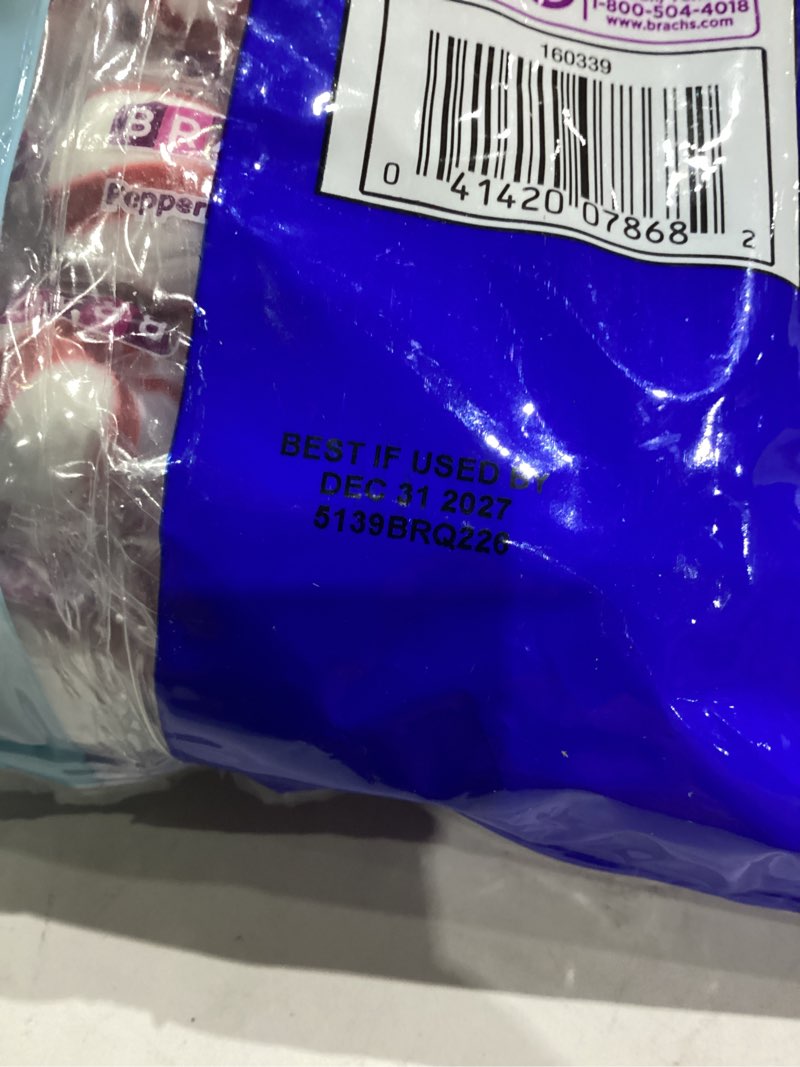 1-800-504-4018
www.brachs.com
160339
0 41420 07868 2
B R
Pepper
BEST IF USED BY
DEC 31 2027
5139BRQ226